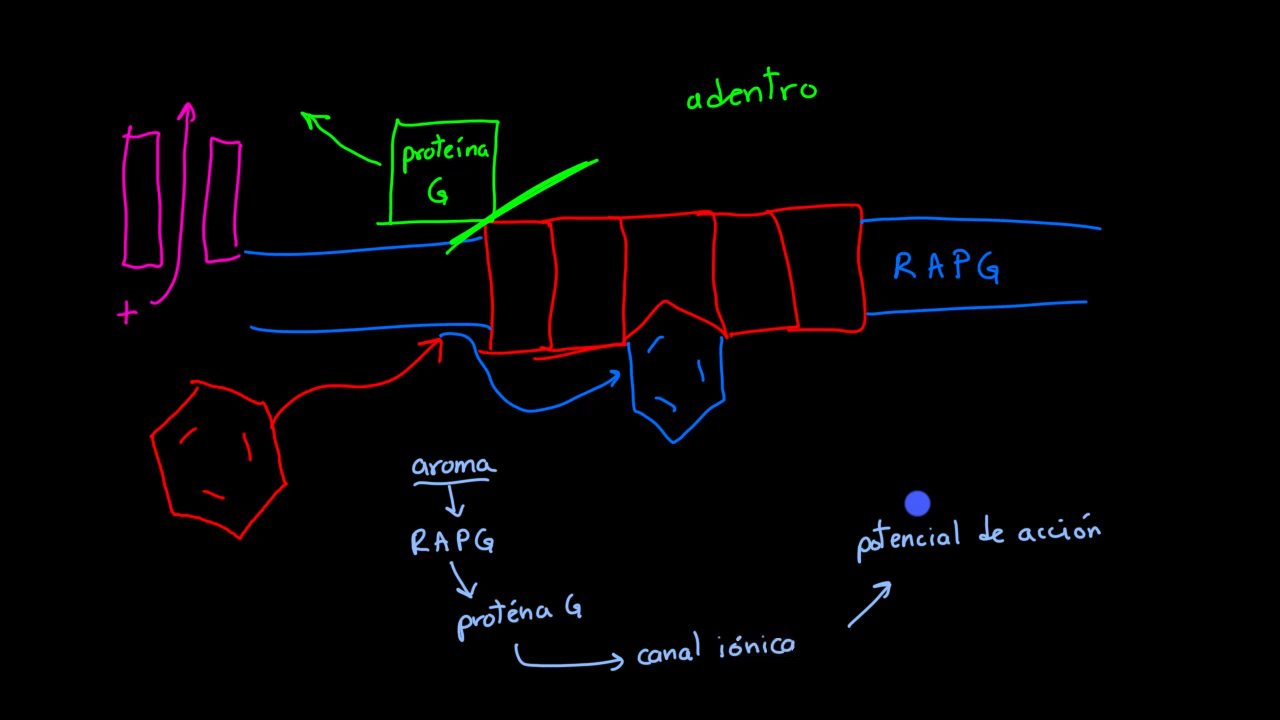 adentro
proteína
G
RAPG
+
aroma
RAPG
proténa G
canal iónico
potencial de acción